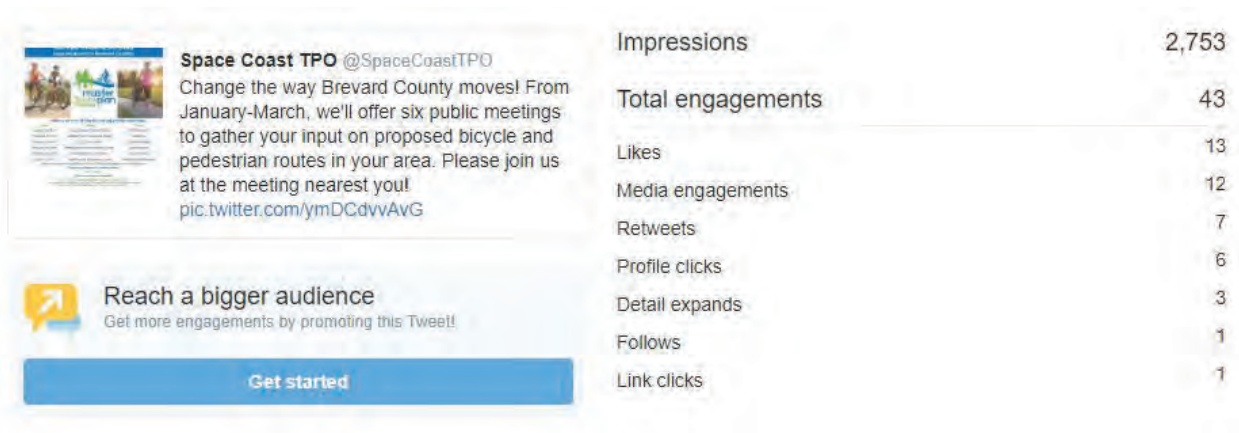 Space Coast TPO @SpaceCoastTPO
Change the way Brevard County moves! From
January-March, we'll offer six public meetings
to gather your input on proposed bicycle and
pedestrian routes in your area. Please join us
at the meeting nearest you!
pic.twitter.com/ymDCdvvAvG
master
plan
Reach a bigger audience
Get more engagements by promoting this Tweet!
Get started
Impressions 2,753
Total engagements 43
Likes 13
Media engagements 12
Retweets 7
Profile clicks 6
Detail expands 3
Follows 1
Link clicks 1